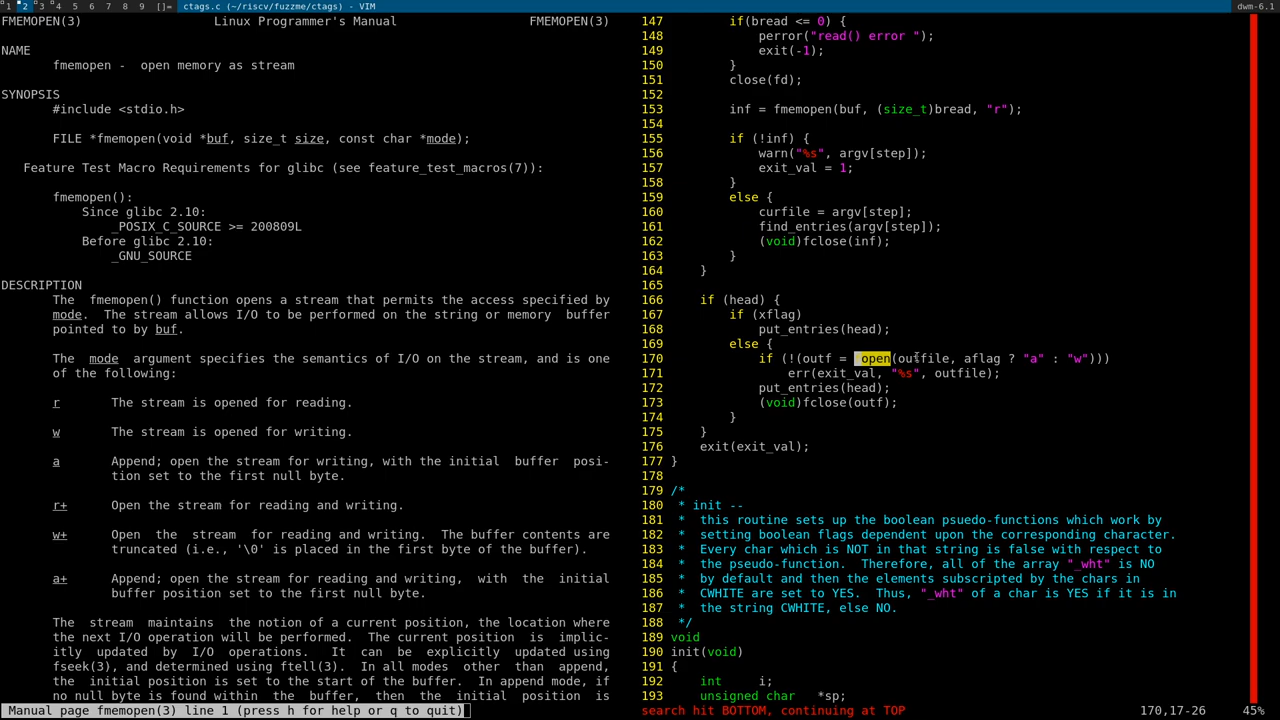 1 2 3 4 5 6 7 8 9 []= ctags.c (~/riscv/fuzzme/ctags) - VIM dwm-6.1
FMEMOPEN(3) Linux Programmer's Manual FMEMOPEN(3)
NAME
fmemopen - open memory as stream
SYNOPSIS
#include <stdio.h>
FILE *fmemopen(void *buf, size_t size, const char *mode);
Feature Test Macro Requirements for glibc (see feature_test_macros(7)):
fmemopen():
Since glibc 2.10:
_POSIX_C_SOURCE >= 200809L
Before glibc 2.10:
_GNU_SOURCE
DESCRIPTION
The fmemopen() function opens a stream that permits the access specified by
mode. The stream allows I/O to be performed on the string or memory buffer
pointed to by buf.
The mode argument specifies the semantics of I/O on the stream, and is one
of the following:
r The stream is opened for reading.
w The stream is opened for writing.
a Append; open the stream for writing, with the initial buffer posi-
tion set to the first null byte.
r+ Open the stream for reading and writing.
w+ Open the stream for reading and writing. The buffer contents are
truncated (i.e., '\0' is placed in the first byte of the buffer).
a+ Append; open the stream for reading and writing, with the initial
buffer position set to the first null byte.
The stream maintains the notion of a current position, the location where
the next I/O operation will be performed. The current position is implic-
itly updated by I/O operations. It can be explicitly updated using
fseek(3), and determined using ftell(3). In all modes other than append,
the initial position is set to the start of the buffer. In append mode, if
no null byte is found within the buffer, then the initial position is
Manual page fmemopen(3) line 1 (press h for help or q to quit)
147 if(bread <= 0) {
148 perror("read() error ");
149 exit(-1);
150 }
151 close(fd);
152
153 inf = fmemopen(buf, (size_t)bread, "r");
154
155 if (!inf) {
156 warn("%s", argv[step]);
157 exit_val = 1;
158 }
159 else {
160 curfile = argv[step];
161 find_entries(argv[step]);
162 (void)fclose(inf);
163 }
164 }
165
166 if (head) {
167 if (xflag)
168 put_entries(head);
169 else {
170 if (!(outf = fopen(outfile, aflag ? "a" : "w")))
171 err(exit_val, "%s", outfile);
172 put_entries(head);
173 (void)fclose(outf);
174 }
175 }
176 exit(exit_val);
177 }
178
179 /*
180 * init --
181 * this routine sets up the boolean psuedo-functions which work by
182 * setting boolean flags dependent upon the corresponding character.
183 * Every char which is NOT in that string is false with respect to
184 * the pseudo-function. Therefore, all of the array "_wht" is NO
185 * by default and then the elements subscripted by the chars in
186 * CWHITE are set to YES. Thus, "_wht" of a char is YES if it is in
187 * the string CWHITE, else NO.
188 */
189 void
190 init(void)
191 {
192 int i;
193 unsigned char *sp;
search hit BOTTOM, continuing at TOP 170,17-26 45%